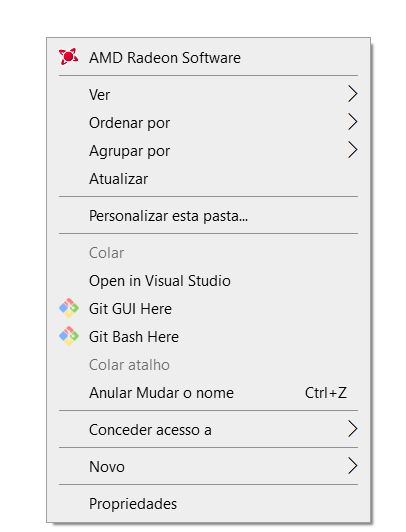 AMD Radeon Software
Ver
Ordenar por
Agrupar por
Atualizar
Personalizar esta pasta...
Colar
Open in Visual Studio
Git GUI Here
Git Bash Here
Colar atalho
Anular Mudar o nome Ctrl+Z
Conceder acesso a
Novo
Propriedades